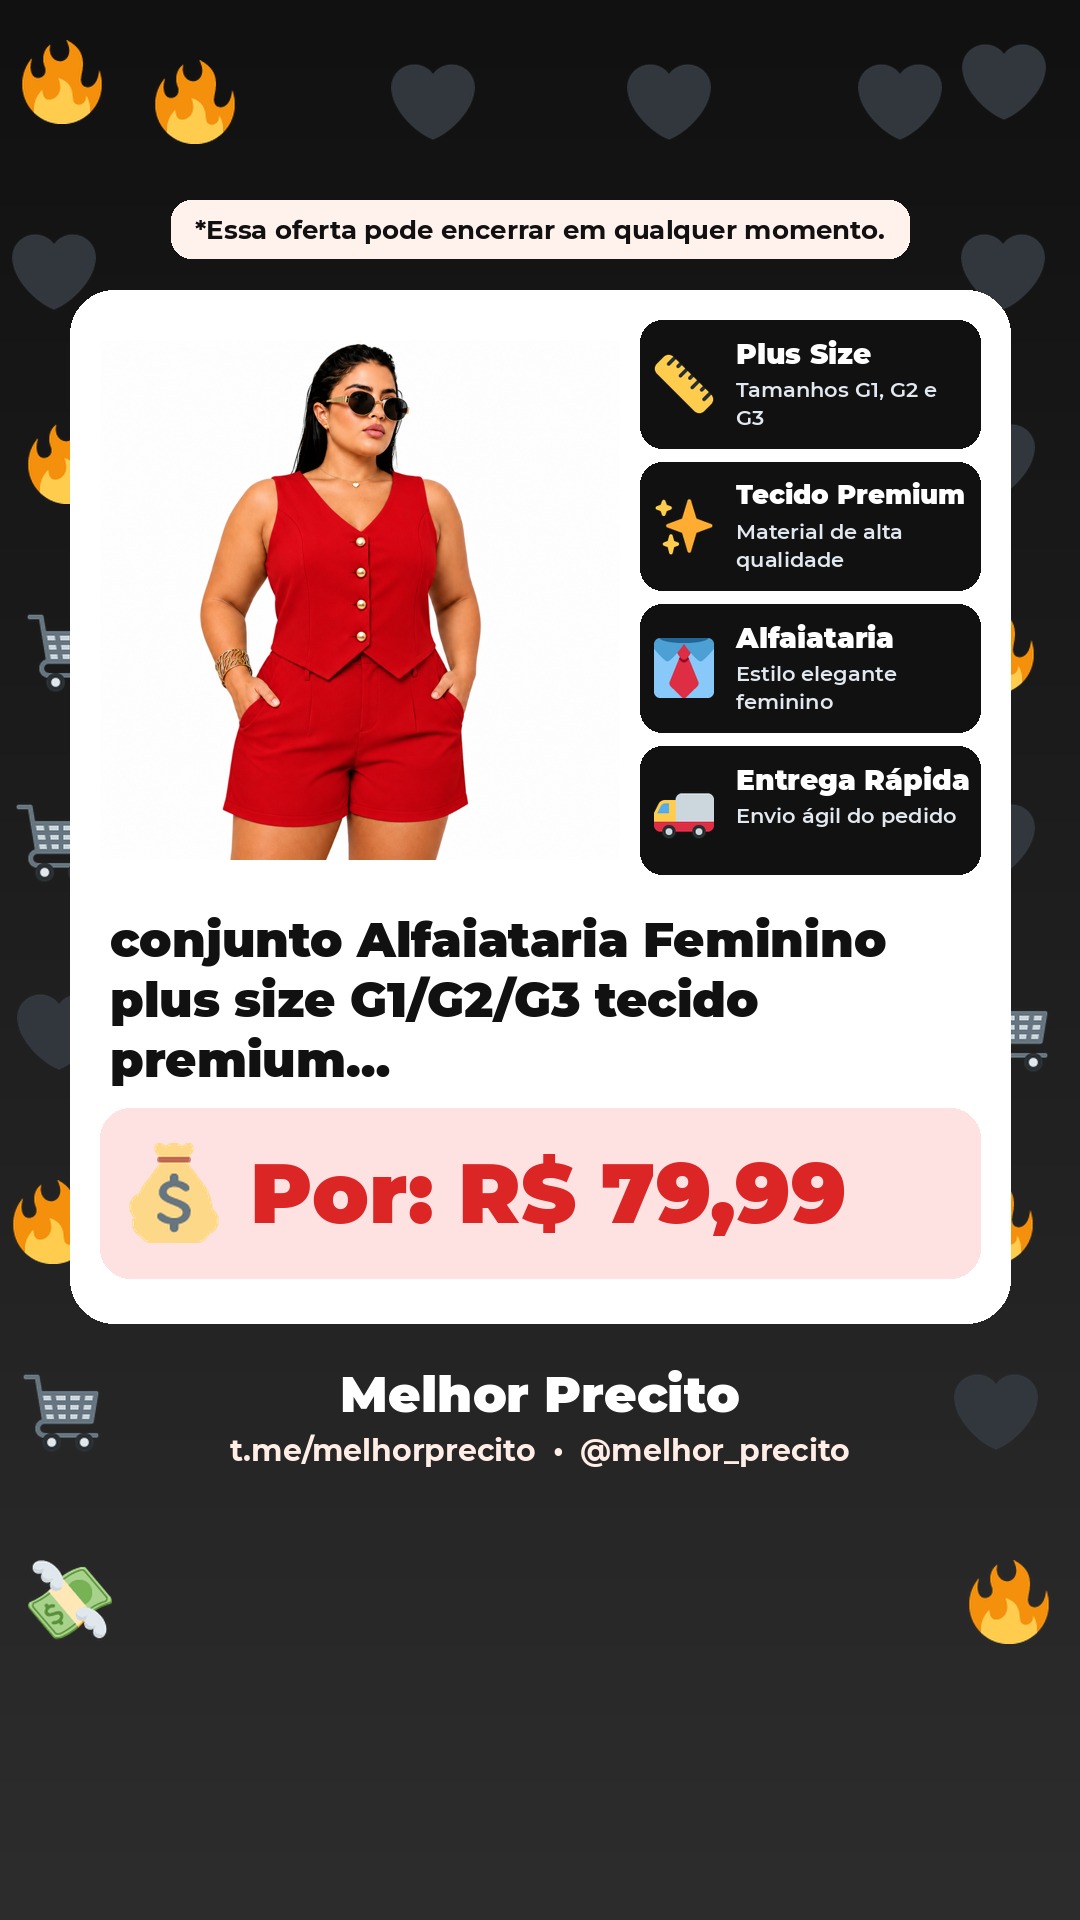 *Essa oferta pode encerrar em qualquer momento.
Plus Size
Tamanhos G1, G2 e
G3
Tecido Premium
Material de alta
qualidade
Alfaiataria
Estilo elegante
feminino
Entrega Rápida
Envio ágil do pedido
conjunto Alfaiataria Feminino
plus size G1/G2/G3 tecido
premium...
$ Por: R$ 79,99
Melhor Precito
t.me/melhorprecito • @melhor_precito